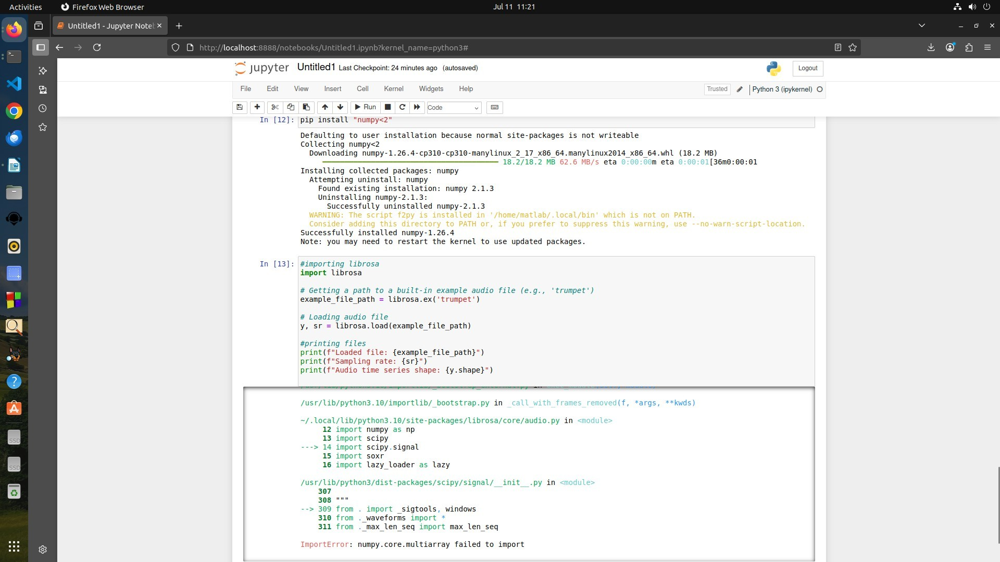 Activities
Firefox Web Browser
Jul 11 11:21
Untitled1 - Jupyter Note
http://localhost:8888/notebooks/Untitled1.ipynb?kernel_name=python3#
jupyter Untitled1 Last Checkpoint: 24 minutes ago (autosaved)
Logout
File Edit View Insert Cell Kernel Widgets Help
Trusted
Python 3 (ipykernel)
Run
Code
In [12]: pip install "numpy<2"
Defaulting to user installation because normal site-packages is not writeable
Collecting numpy<2
  Downloading numpy-1.26.4-cp310-cp310-manylinux_2_17_x86_64.manylinux2014_x86_64.whl (18.2 MB)
18.2/18.2 MB 62.6 MB/s eta 0:00:00m eta 0:00:01[36m0:00:01
Installing collected packages: numpy
  Attempting uninstall: numpy
    Found existing installation: numpy 2.1.3
    Uninstalling numpy-2.1.3:
      Successfully uninstalled numpy-2.1.3
  WARNING: The script f2py is installed in '/home/matlab/.local/bin' which is not on PATH.
  Consider adding this directory to PATH or, if you prefer to suppress this warning, use --no-warn-script-location.
Successfully installed numpy-1.26.4
Note: you may need to restart the kernel to use updated packages.
In [13]: #importing librosa
import librosa
# Getting a path to a built-in example audio file (e.g., 'trumpet')
example_file_path = librosa.ex('trumpet')
# Loading audio file
y, sr = librosa.load(example_file_path)
#printing files
print(f"Loaded file: {example_file_path}")
print(f"Sampling rate: {sr}")
print(f"Audio time series shape: {y.shape}")
/usr/lib/python3.10/importlib/_bootstrap.py in _call_with_frames_removed(f, *args, **kwds)
~/.local/lib/python3.10/site-packages/librosa/core/audio.py in <module>
     12 import numpy as np
     13 import scipy
---> 14 import scipy.signal
     15 import soxr
     16 import lazy_loader as lazy
/usr/lib/python3/dist-packages/scipy/signal/__init__.py in <module>
    307
    308 """
--> 309 from . import _sigtools, windows
    310 from ._waveforms import *
    311 from ._max_len_seq import max_len_seq
ImportError: numpy.core.multiarray failed to import
SSD
SSD